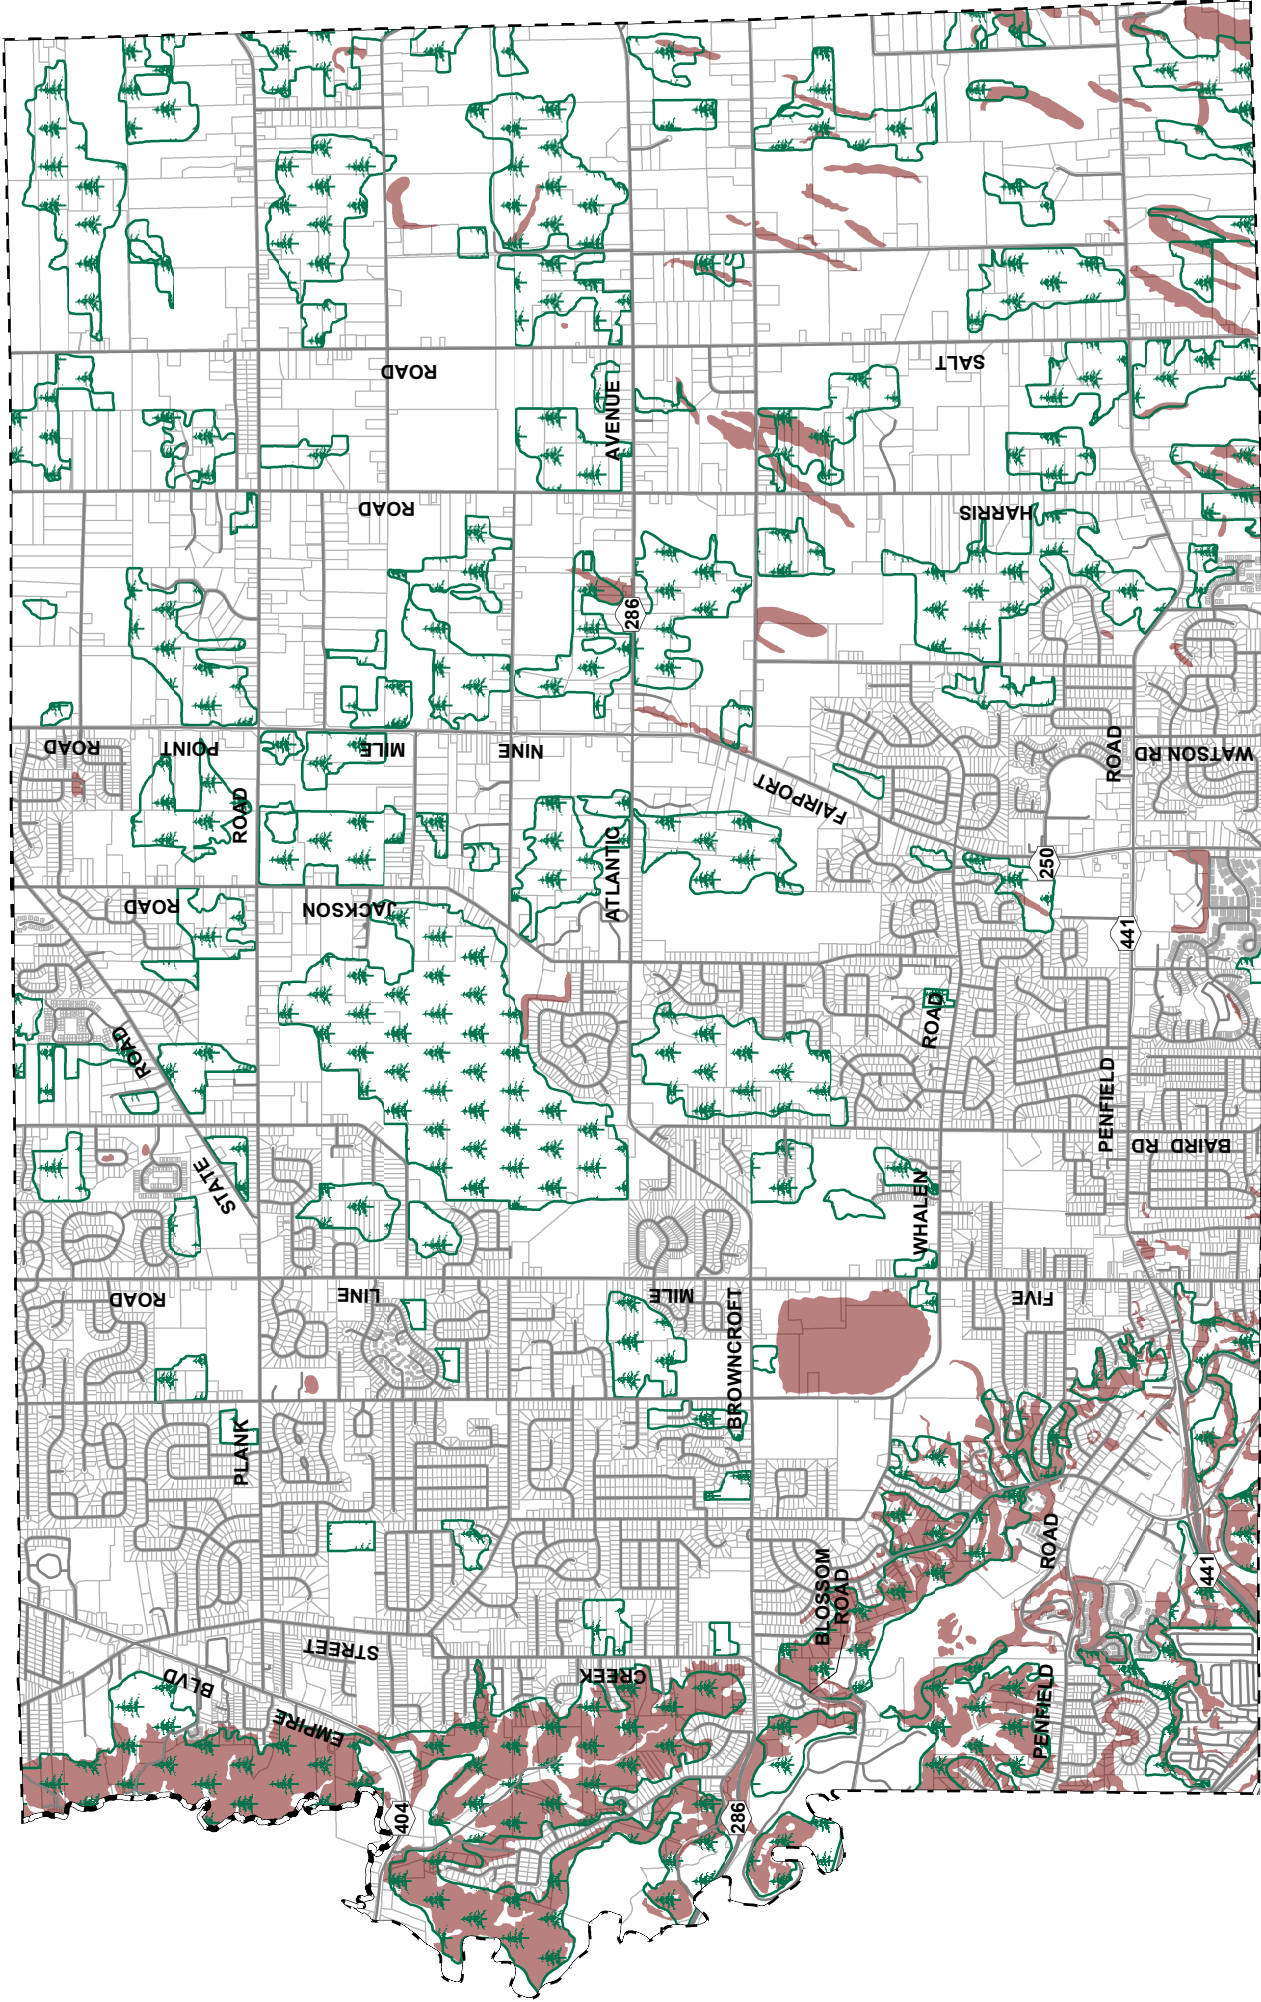 ROAD
SALT
AVENUE
ROAD
HARRIS
286
ROAD
POINT
MILE
NINE
ROAD
WATSON RD
ROAD
FAIRPORT
250
ATLANTIC
ROAD
JACKSON
441
ROAD
ROAD
PENFIELD
BAIRD RD
STATE
WHALEN
ROAD
LINE
MILE
FIVE
BROWNCROFT
PLANK
ROAD
441
BLOSSOM
ROAD
STREET
CREEK
BLVD
EMPIRE
PENFIELD
404
286